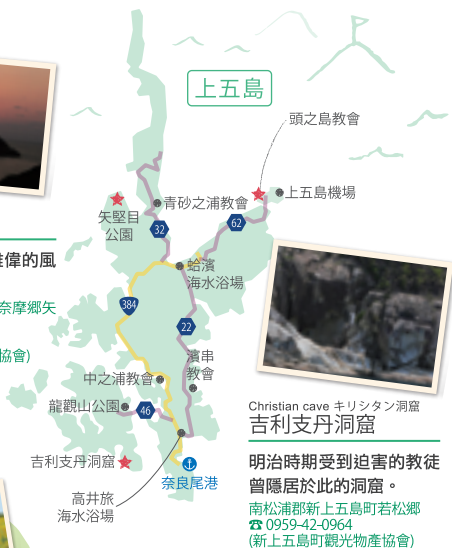 上五島
頭之島教會
上五島機場
青砂之浦教會
矢堅目
公園
32
62
蛤濱
海水浴場
384
22
濱串
教會
中之浦教會
龍觀山公園
46
吉利支丹洞窟
奈良尾港
高井旅
海水浴場
雄偉的風
奈摩郷矢
協會)
Christian cave キリシタン洞窟
吉利支丹洞窟
明治時期受到迫害的教徒
曾隱居於此的洞窟。
南松浦郡新上五島町若松郷
☎ 0959-42-0964
(新上五島町觀光物產協會)